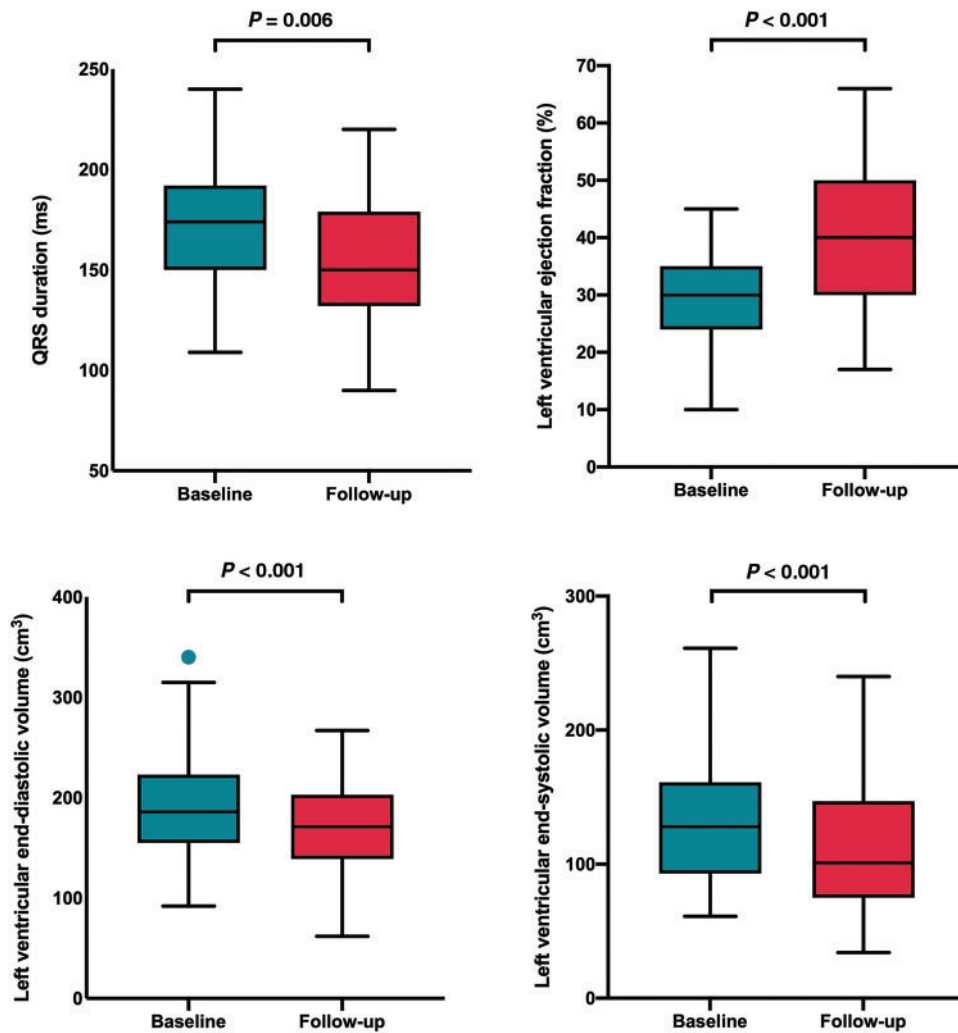 P = 0.006
QRS duration (ms)
250
200
150
100
50
Baseline Follow-up
P < 0.001
Left ventricular ejection fraction (%)
70
60
50
40
30
20
10
0
Baseline Follow-up
P < 0.001
Left ventricular end-diastolic volume (cm³)
400
300
200
100
0
Baseline Follow-up
P < 0.001
Left ventricular end-systolic volume (cm³)
300
200
100
0
Baseline Follow-up